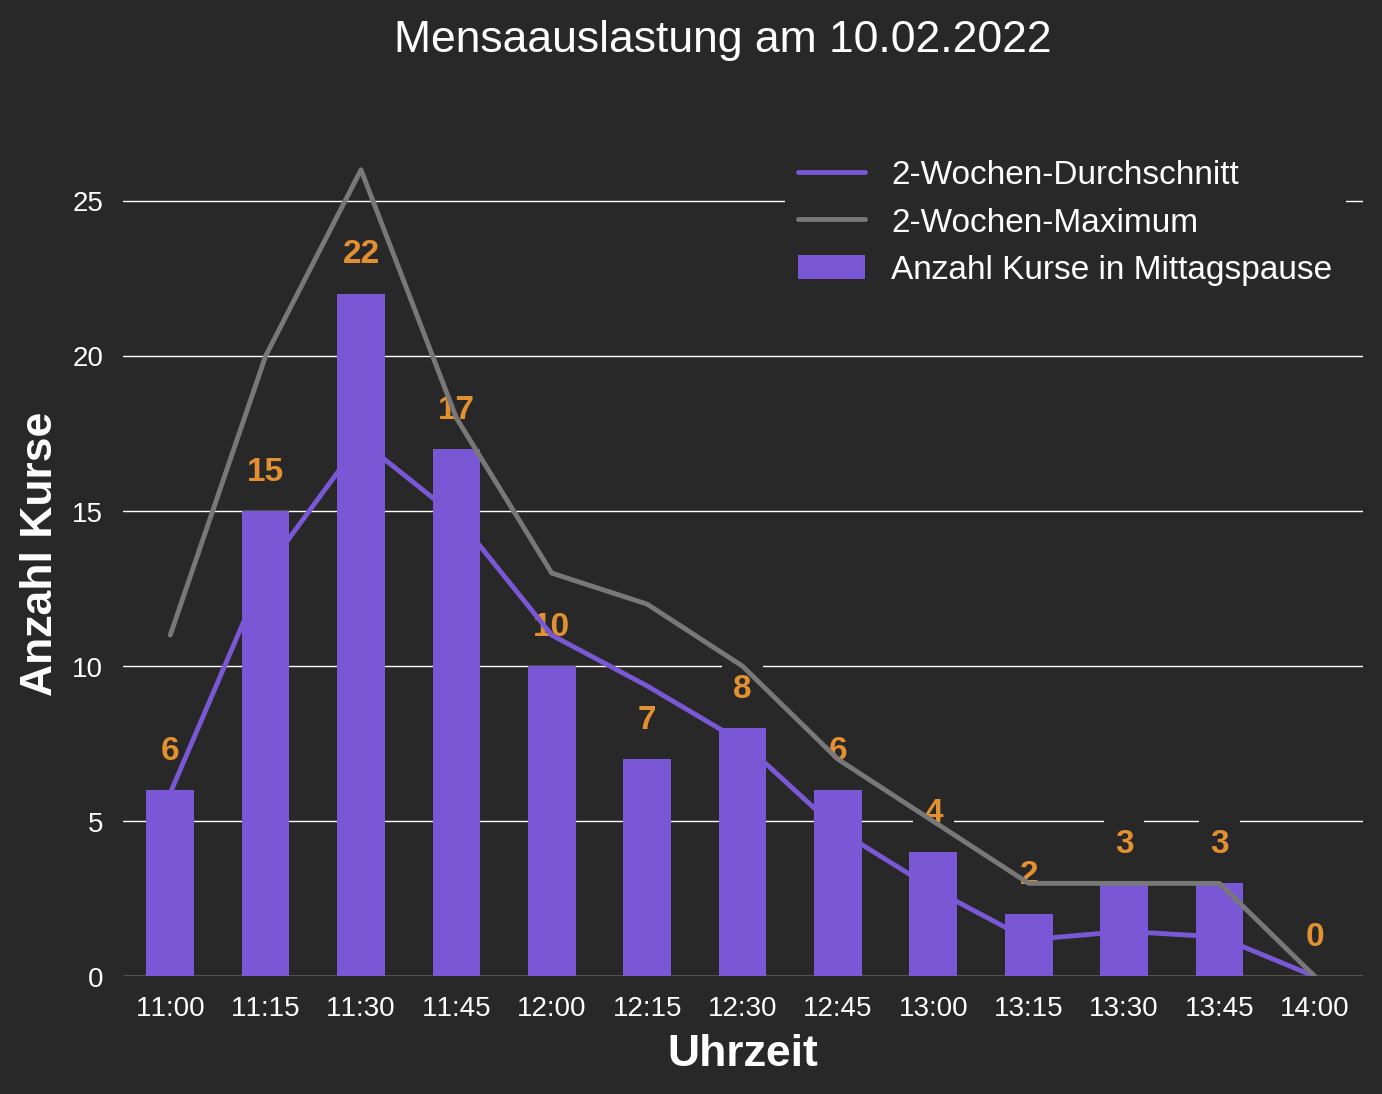 Mensaauslastung am 10.02.2022
2-Wochen-Durchschnitt
2-Wochen-Maximum
Anzahl Kurse in Mittagspause
Anzahl Kurse
25
20
15
10
5
0
6
15
22
17
10
7
8
6
4
2
3
3
0
11:00 11:15 11:30 11:45 12:00 12:15 12:30 12:45 13:00 13:15 13:30 13:45 14:00
Uhrzeit